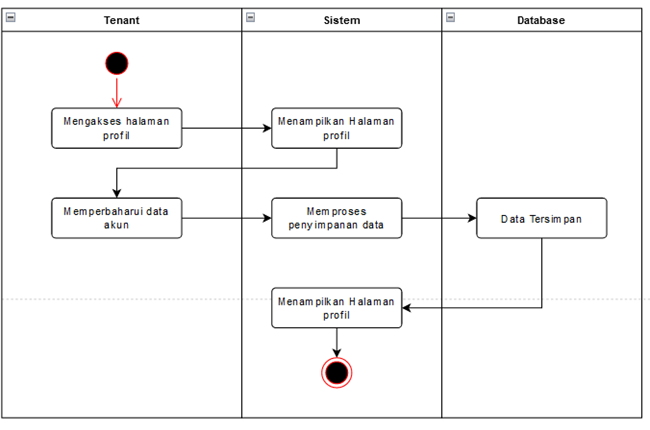 Tenant
Sistem
Database
Mengakses halaman
profil
Menampilkan Halaman
profil
Memperbaharui data
akun
Memproses
penyimpanan data
Data Tersimpan
Menampilkan Halaman
profil